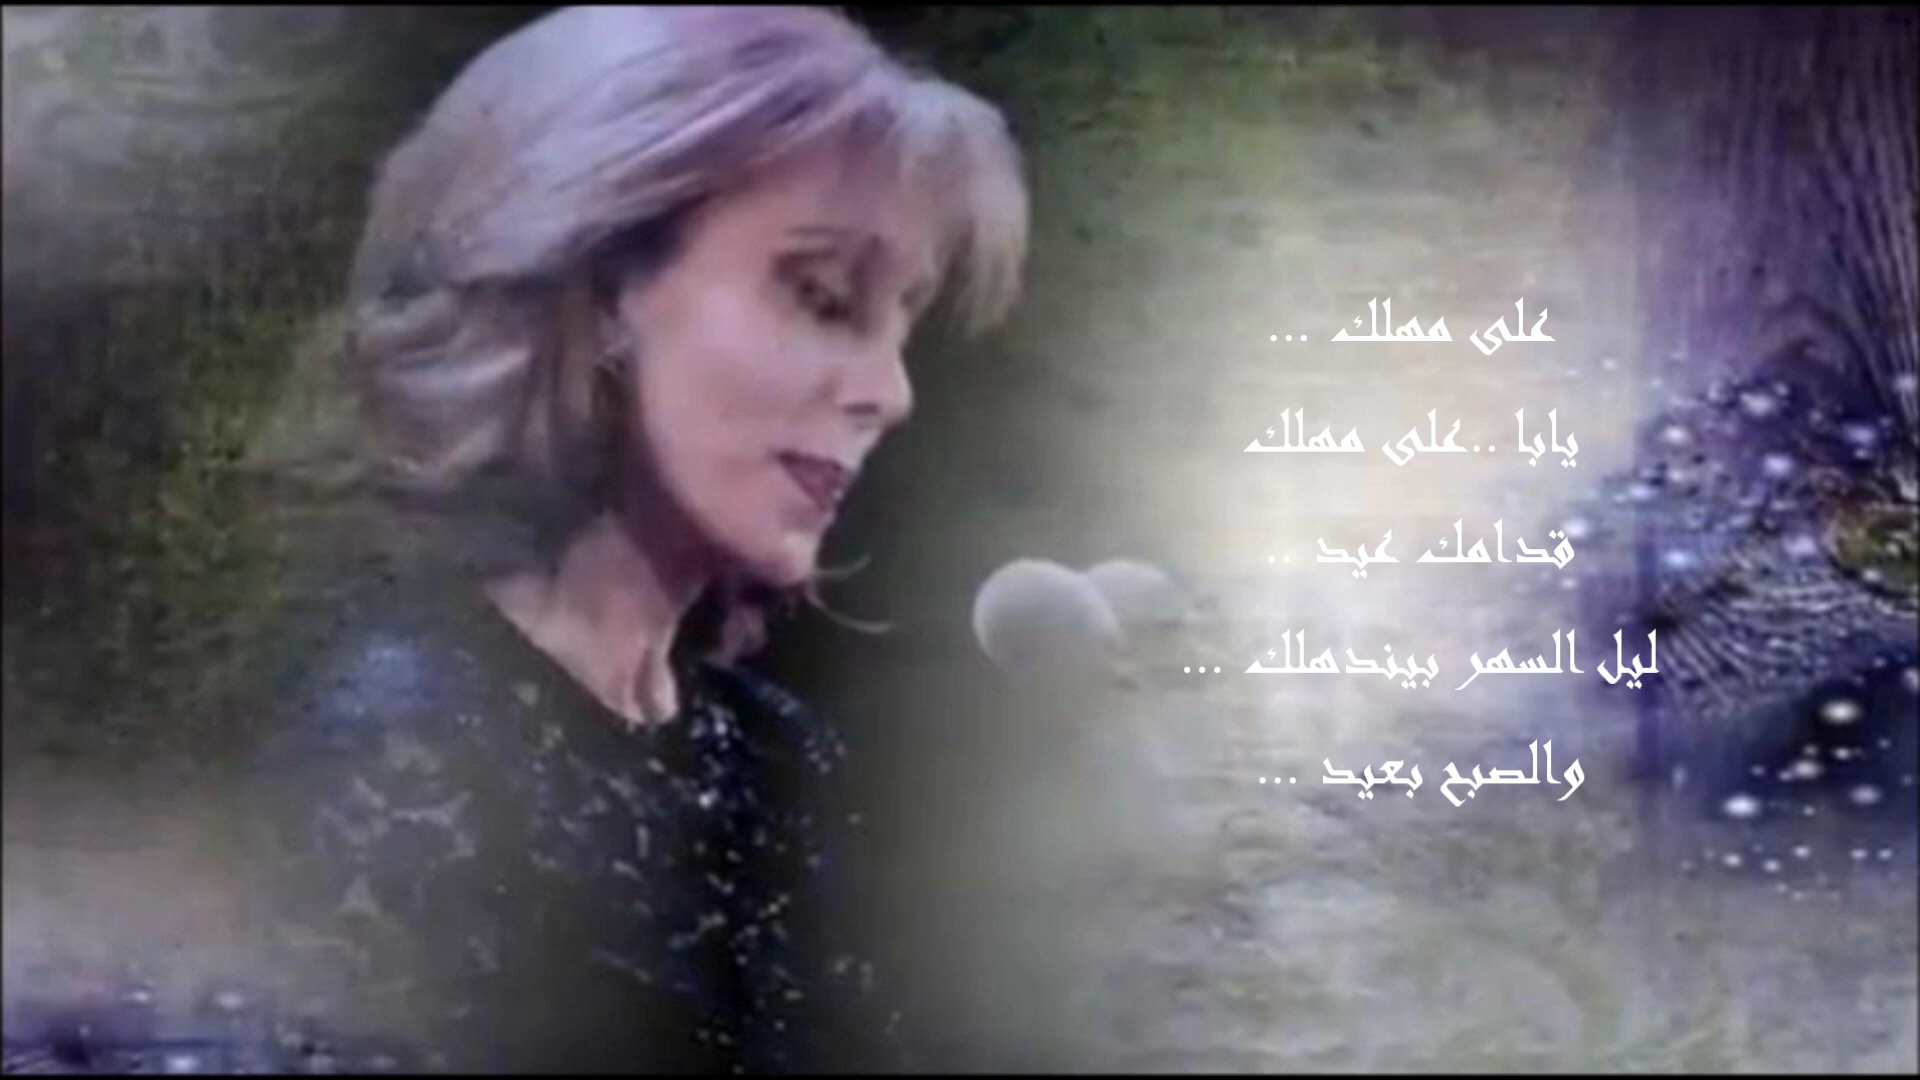 على مهلك ...
يابا ..على مهلك
قدامك عيد ..
ليل السهر بيندهلك ...
والصبح بعيد ...